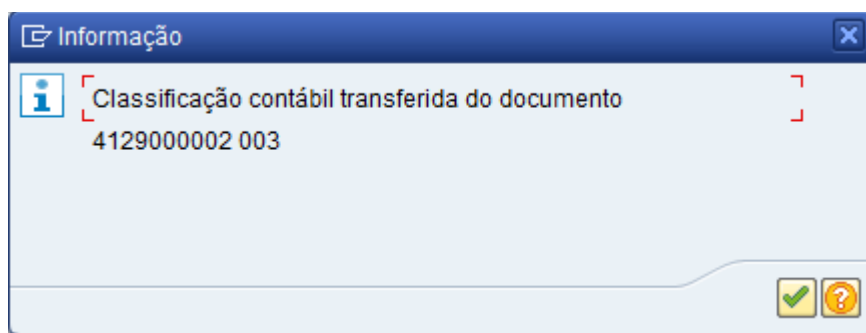 Informação
Classificação contábil transferida do documento
4129000002 003